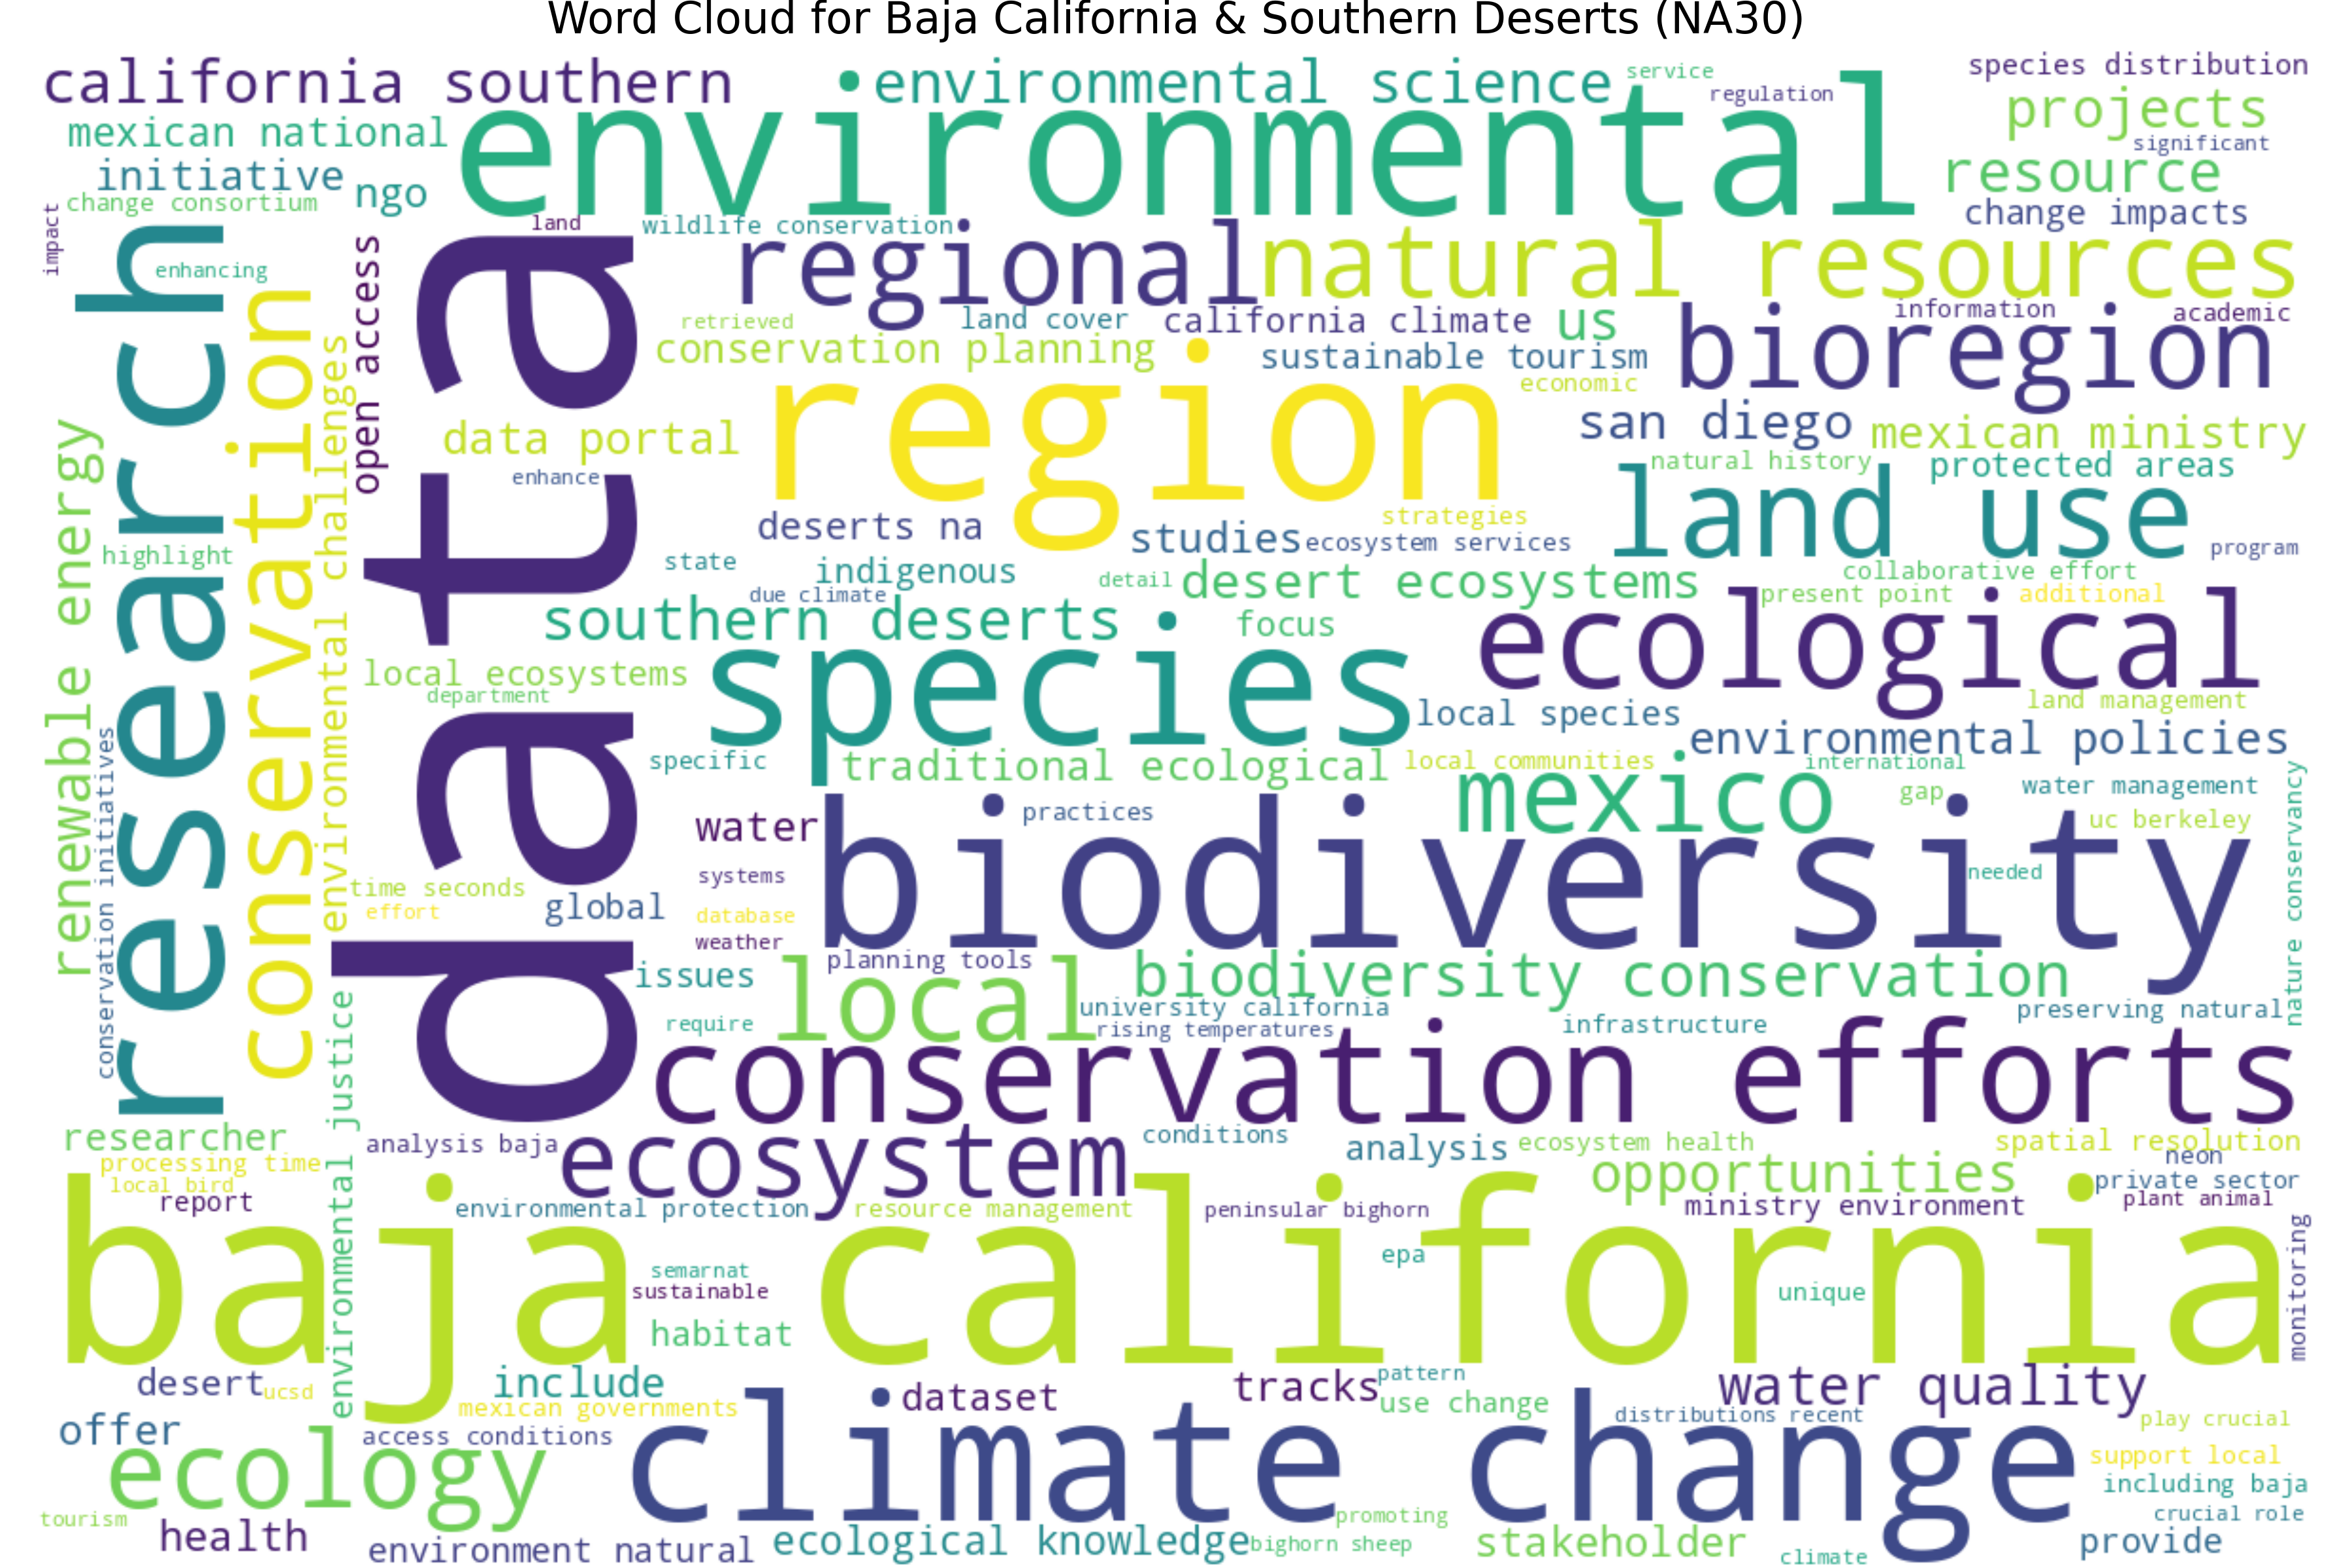 Word Cloud for Baja California & Southern Deserts (NA30)
california southern
environmental science
service
species distribution
regulation
projects
mexican national
environmental
significant
initiative
ngo
resource
change consortium
change impacts
impact
land
wildlife conservation
research
enhancing
open access
data
regional
natural resources
conservation
environmental challenges
retrieved
land cover
california climate
us
information
academic
bioregion
conservation planning
sustainable tourism
economic
region
san diego
mexican ministry
data portal
renewable energy
natural history
protected areas
enhance
land use
deserts na
strategies
studies
ecosystem services
program
highlight
state
indigenous
detail
desert ecosystems
collaborative effort
due climate
present point
additional
southern deserts
focus
ecological
local ecosystems
species
department
land management
local species
conservation initiatives
environmental policies
specific
traditional ecological
local communities
international
mexico
water management
gap
nature conservancy
practices
water
biodiversity
uc berkeley
systems
needed
time seconds
effort
global
database
weather
issues
planning tools
local
biodiversity conservation
environmental justice
university california
preserving natural
require
rising temperatures
infrastructure
conservation efforts
researcher
analysis baja
ecosystem
conditions
analysis
ecosystem health
spatial resolution
processing time
neon
local bird
opportunities
private sector
report
environmental protection
resource management
peninsular bighorn
ministry environment
plant animal
baja california
monitoring
epa
semarnat
sustainable
unique
habitat
desert
ucsd
include
dataset
tracks
pattern
water quality
mexican governments
use change
offer
access conditions
distributions recent
play crucial
ecology
climate change
support local
including baja
tourism
health
promoting
crucial role
environment natural
ecological knowledge
bighorn sheep
stakeholder
climate
provide